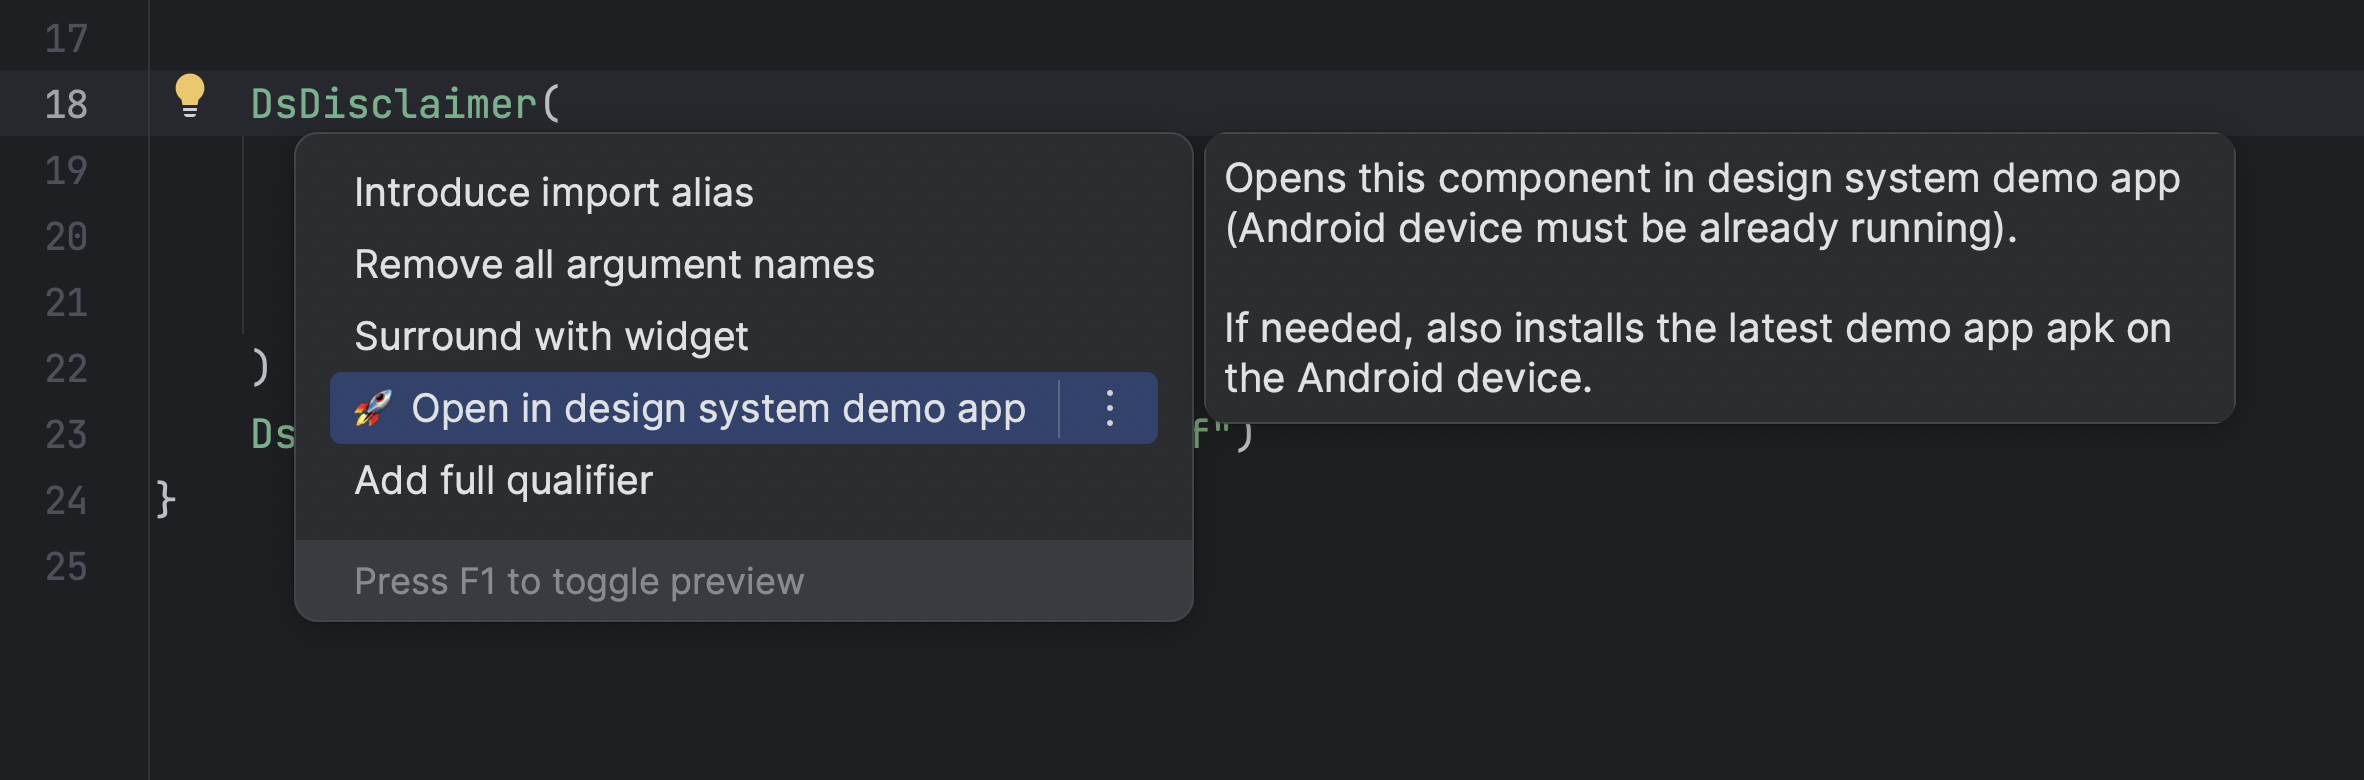 17
18 DsDisclaimer(
19
Introduce import alias
20
Remove all argument names
21
Surround with widget
22 )
🚀 Open in design system demo app
23 Ds f")
Add full qualifier
24 }
25
Press F1 to toggle preview
Opens this component in design system demo app
(Android device must be already running).
If needed, also installs the latest demo app apk on
the Android device.